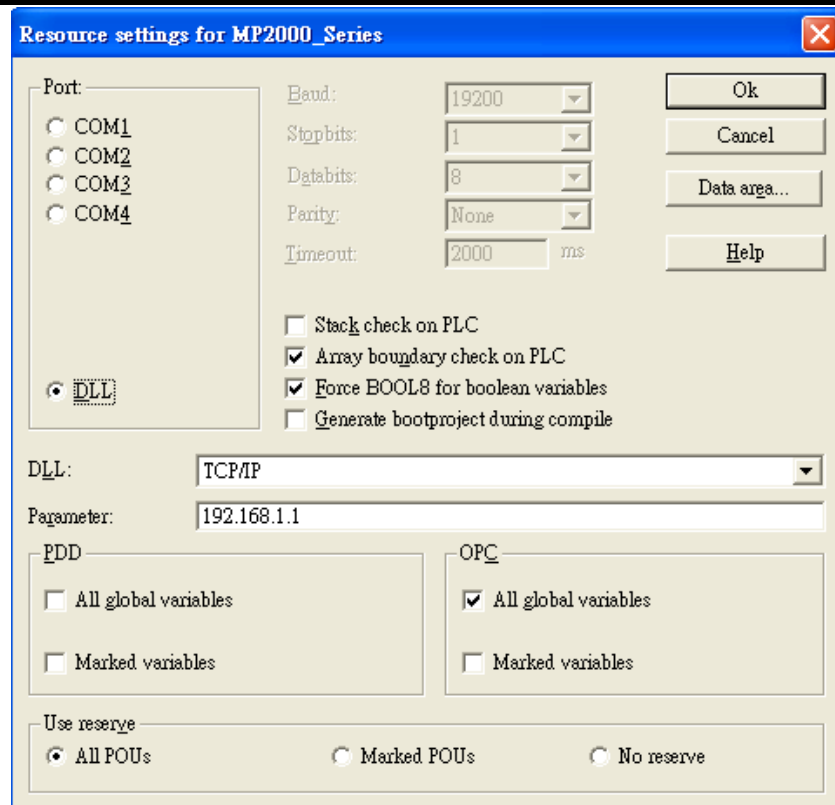 Resource settings for MP2000_Series
Port:
COM1
COM2
COM3
COM4
DLL
Baud: 19200
Stopbits: 1
Databits: 8
Parity: None
Timeout: 2000 ms
Ok
Cancel
Data area...
Help
Stack check on PLC
Array boundary check on PLC
Force BOOL8 for boolean variables
Generate bootproject during compile
DLL: TCP/IP
Parameter: 192.168.1.1
PDD
All global variables
Marked variables
OPC
All global variables
Marked variables
Use reserve
All POUs Marked POUs No reserve